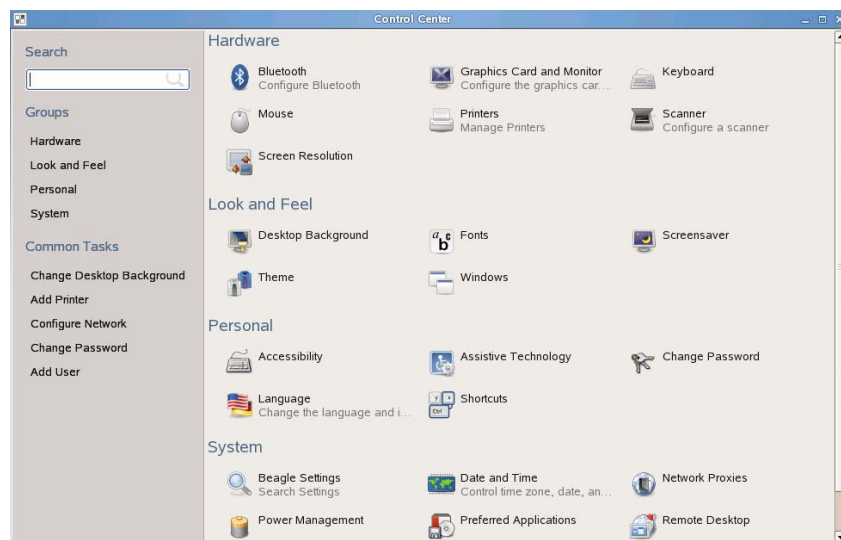 Control Center
Search
Groups
Hardware
Look and Feel
Personal
System
Common Tasks
Change Desktop Background
Add Printer
Configure Network
Change Password
Add User
Hardware
Bluetooth
Configure Bluetooth
Graphics Card and Monitor
Configure the graphics car...
Keyboard
Mouse
Printers
Manage Printers
Scanner
Configure a scanner
Screen Resolution
Look and Feel
Desktop Background
Fonts
Screensaver
Theme
Windows
Personal
Accessibility
Assistive Technology
Change Password
Language
Change the language and i...
Ctrl
Shortcuts
System
Beagle Settings
Search Settings
Date and Time
Control time zone, date, an...
Network Proxies
Power Management
Preferred Applications
Remote Desktop